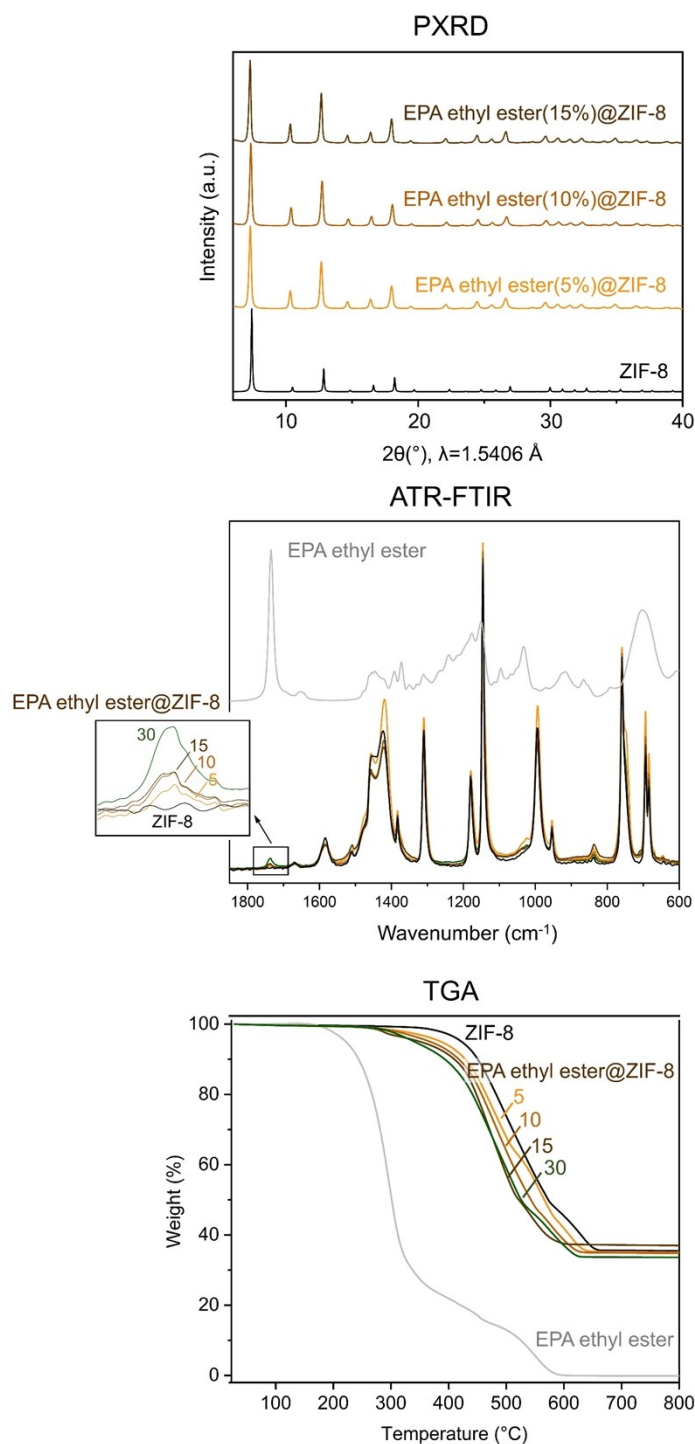 PXRD
Intensity (a.u.)
EPA ethyl ester(15%)@ZIF-8
EPA ethyl ester(10%)@ZIF-8
EPA ethyl ester(5%)@ZIF-8
ZIF-8
10 20 30 40
2θ(°), λ=1.5406 Å
ATR-FTIR
EPA ethyl ester
EPA ethyl ester@ZIF-8
30
15
10
5
ZIF-8
1800 1600 1400 1200 1000 800 600
Wavenumber (cm⁻¹)
TGA
Weight (%)
100
80
60
40
20
0
ZIF-8
EPA ethyl ester@ZIF-8
5
10
15
30
EPA ethyl ester
100 200 300 400 500 600 700 800
Temperature (°C)